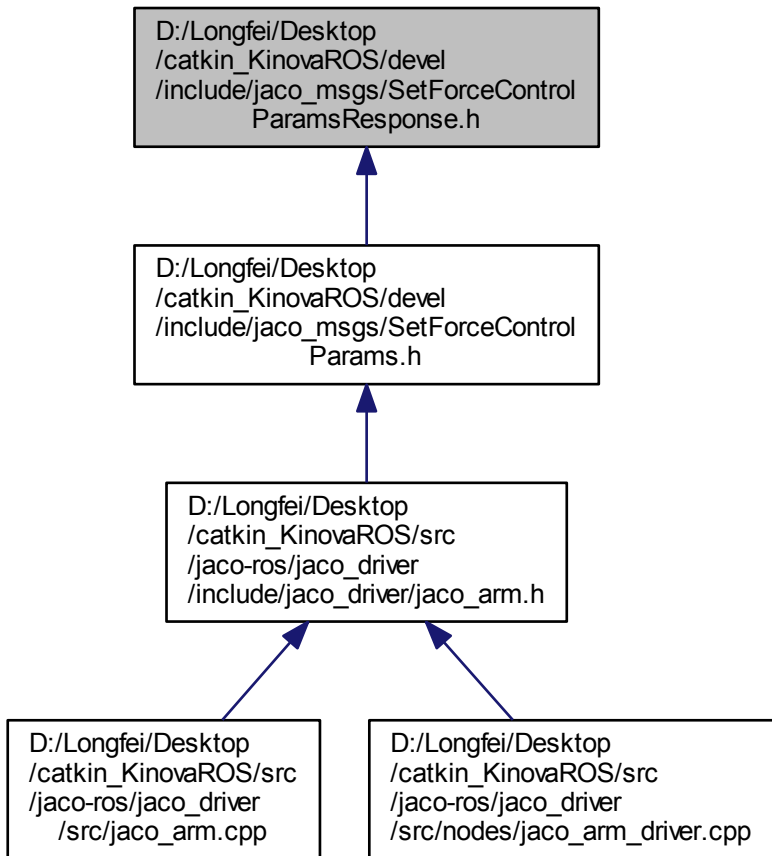 D:/Longfei/Desktop
/catkin_KinovaROS/devel
/include/jaco_msgs/SetForceControl
ParamsResponse.h
D:/Longfei/Desktop
/catkin_KinovaROS/devel
/include/jaco_msgs/SetForceControl
Params.h
D:/Longfei/Desktop
/catkin_KinovaROS/src
/jaco-ros/jaco_driver
/include/jaco_driver/jaco_arm.h
D:/Longfei/Desktop
/catkin_KinovaROS/src
/jaco-ros/jaco_driver
/src/jaco_arm.cpp
D:/Longfei/Desktop
/catkin_KinovaROS/src
/jaco-ros/jaco_driver
/src/nodes/jaco_arm_driver.cpp